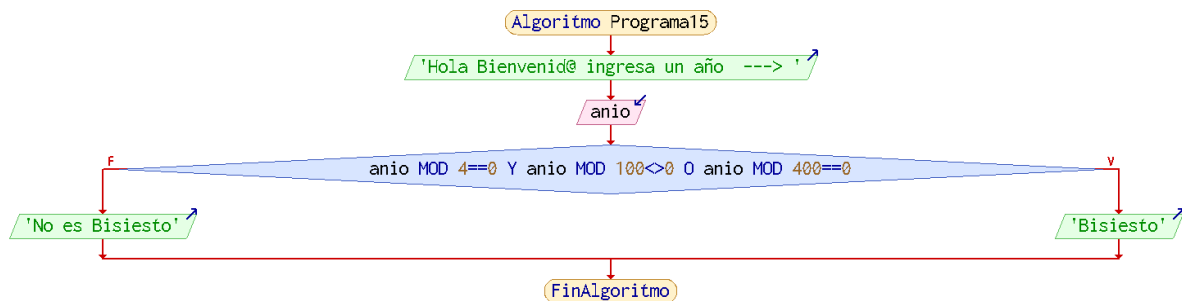 Algoritmo Programa15
'Hola Bienvenid@ ingresa un año ---> '
anio
F
anio MOD 4==0 Y anio MOD 100<>0 O anio MOD 400==0
V
'No es Bisiesto'
'Bisiesto'
FinAlgoritmo